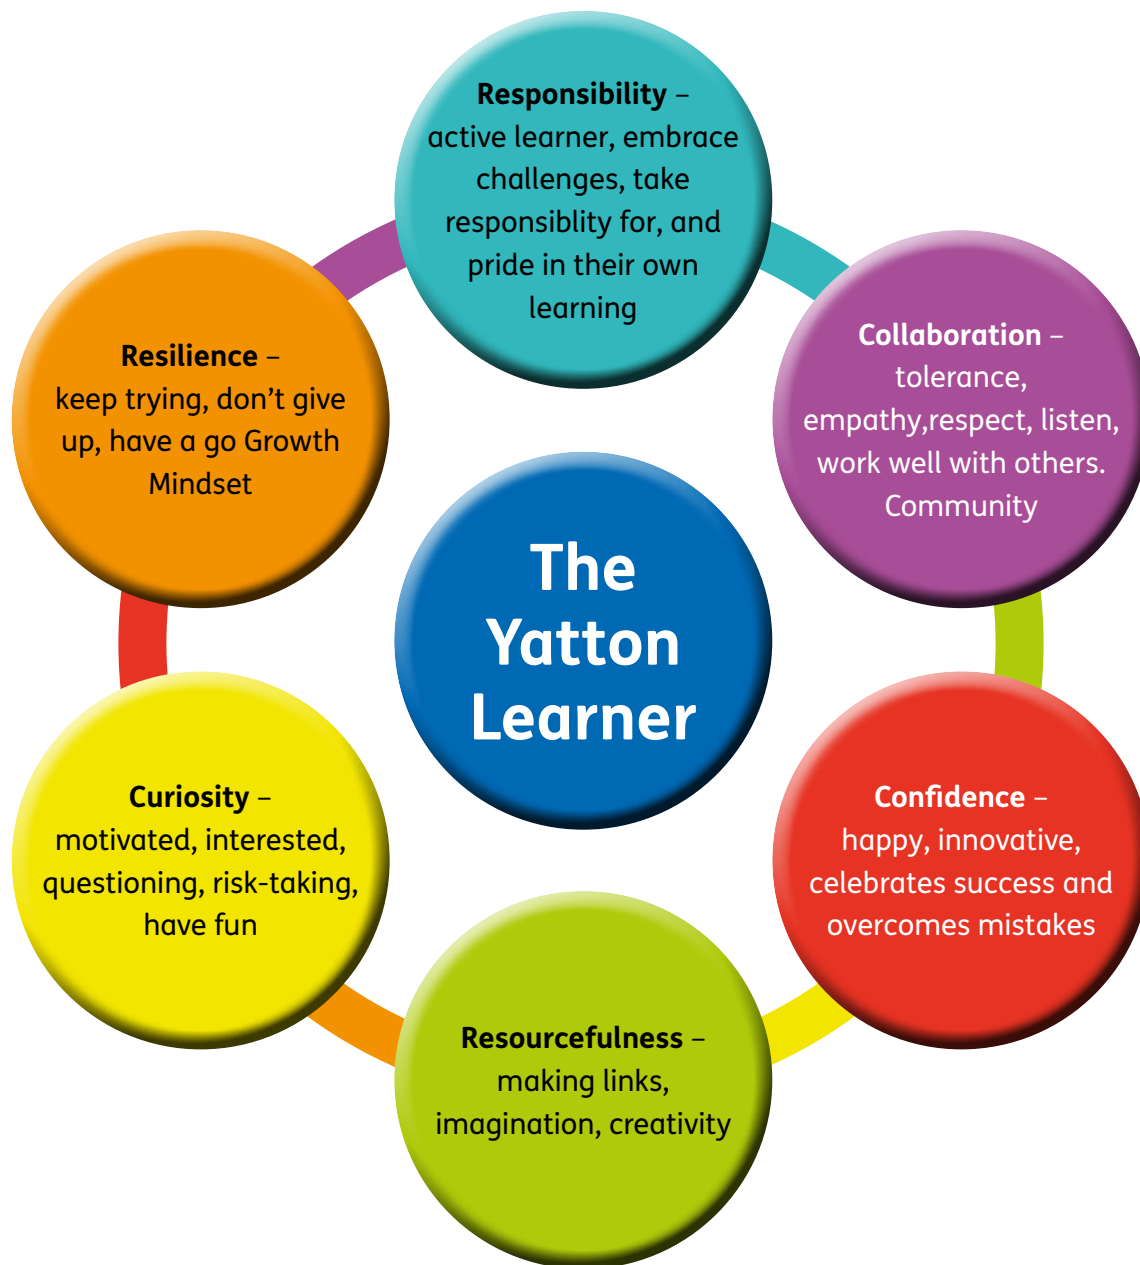 Responsibility –
active learner, embrace
challenges, take
responsiblity for, and
pride in their own
learning
Collaboration –
tolerance,
empathy,respect, listen,
work well with others.
Community
Confidence –
happy, innovative,
celebrates success and
overcomes mistakes
Resourcefulness –
making links,
imagination, creativity
Curiosity –
motivated, interested,
questioning, risk-taking,
have fun
Resilience –
keep trying, don’t give
up, have a go Growth
Mindset
The
Yatton
Learner